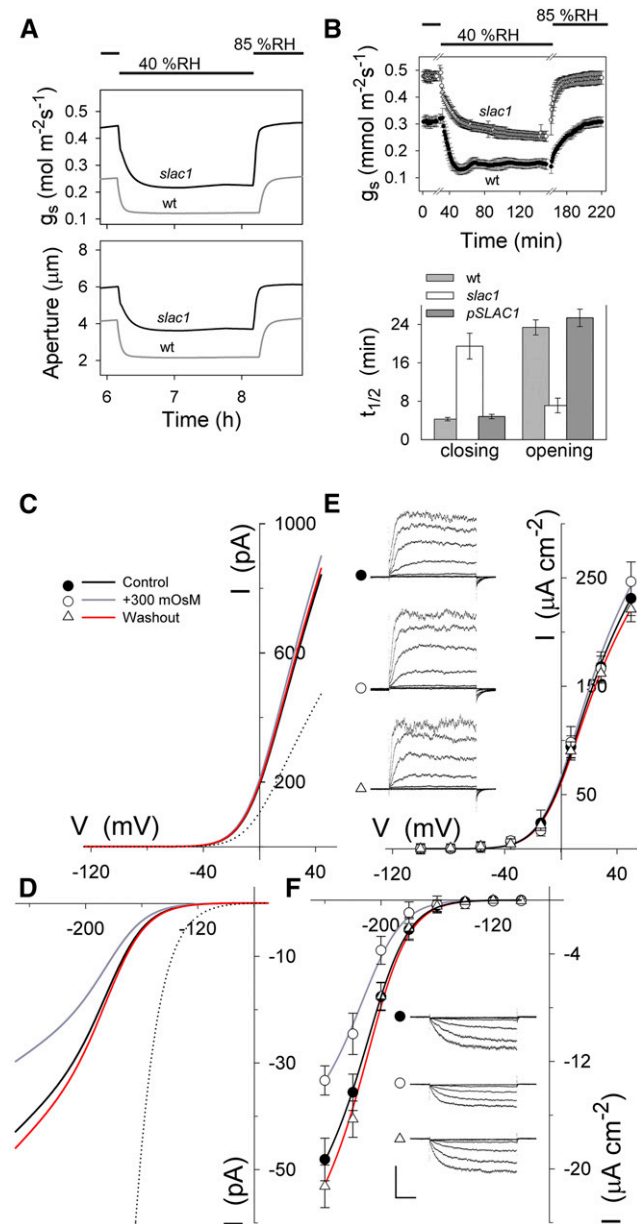 A
85 %RH
40 %RH
gs (mol m-2s-1)
0.5
0.4
0.3
0.2
0.1
slac1
wt
Aperture (μm)
8
6
4
2
slac1
wt
6 7 8
Time (h)
B
85 %RH
40 %RH
gs (mmol m-2s-1)
0.5
0.3
0.1
slac1
wt
0 40 80 120 160 220
Time (min)
wt
slac1
pSLAC1
t1/2 (min)
24
16
8
0
closing opening
C
I (pA)
1000
600
200
Control
+300 mOsM
Washout
V (mV)
-120 -40 0 40
E
I (μA cm-2)
250
150
50
V (mV)
-120 -40 40
D
-200 -120
-10
-30
-50
I (pA)
F
-200 -120
-4
-12
-20
I (μA cm-2)